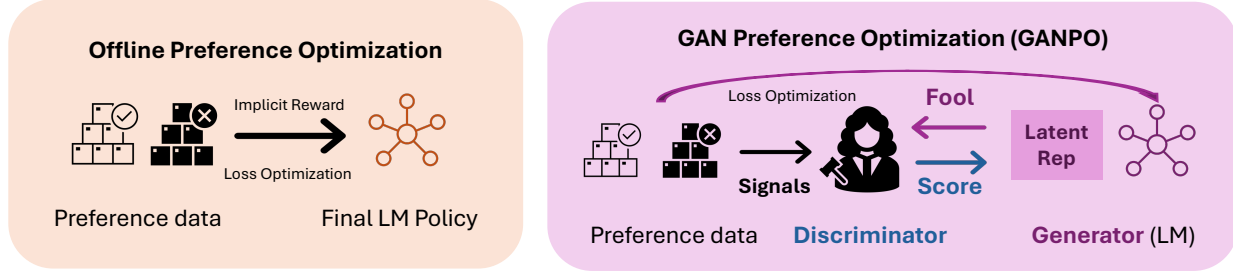 Offline Preference Optimization
Implicit Reward
Loss Optimization
Preference data
Final LM Policy
GAN Preference Optimization (GANPO)
Loss Optimization
Fool
Latent
Rep
Signals
Score
Preference data
Discriminator
Generator (LM)